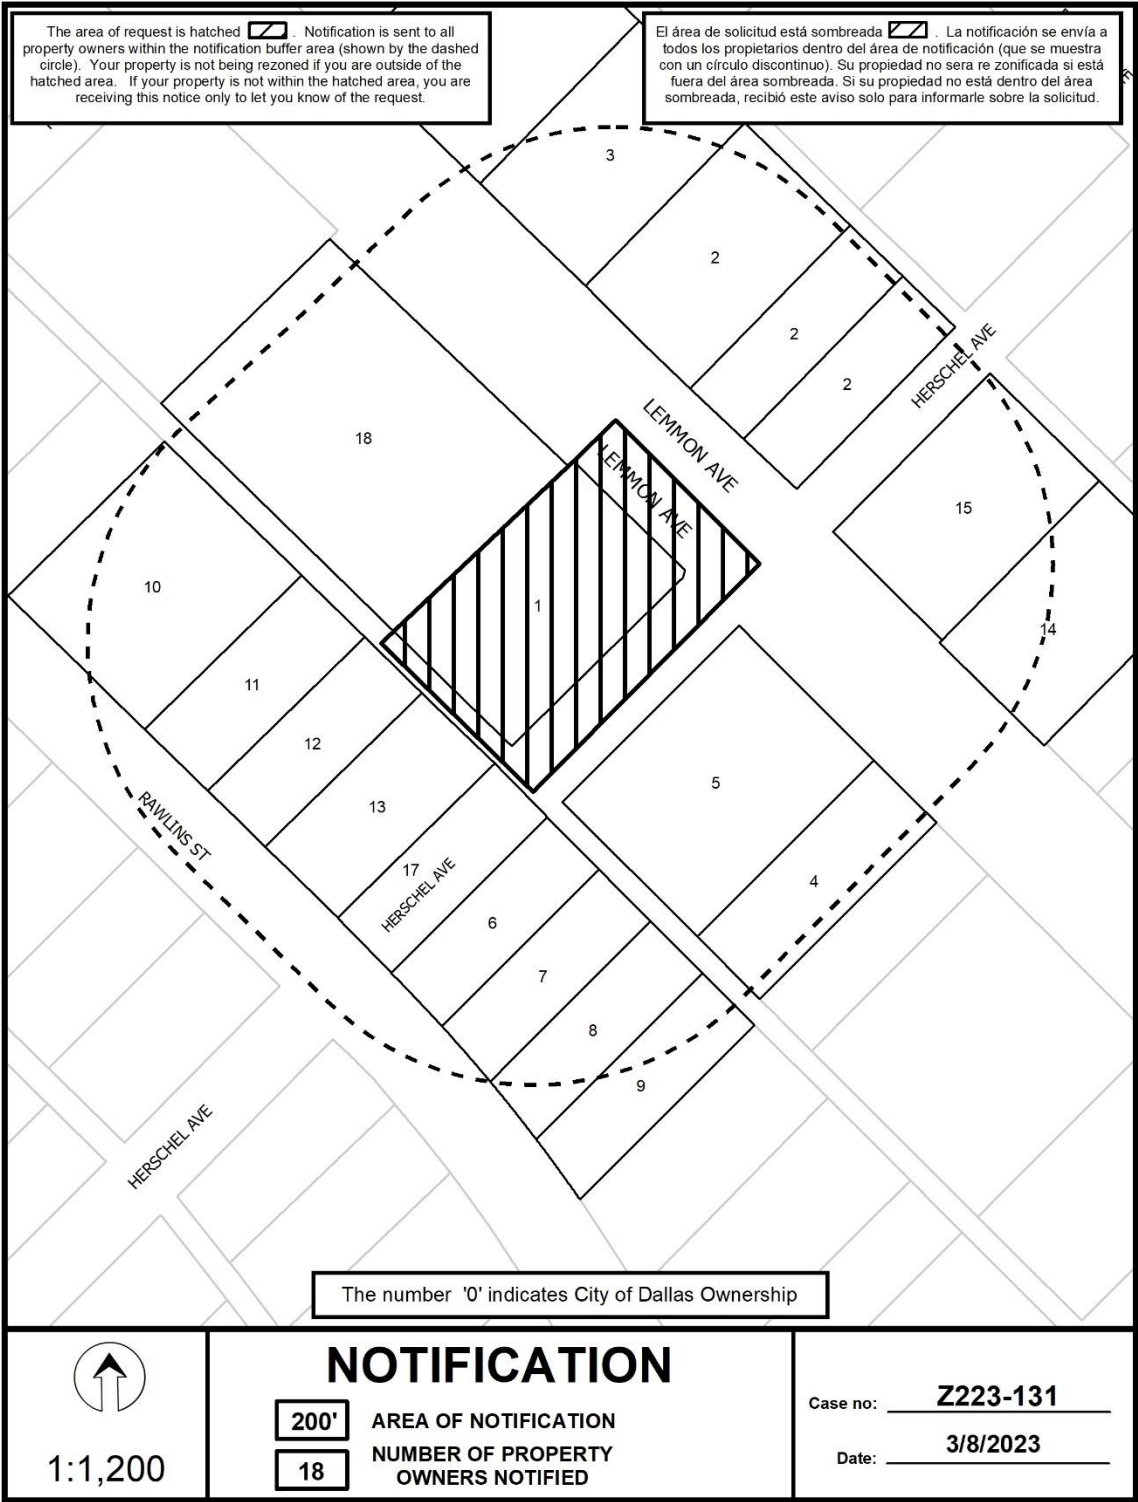 The area of request is hatched . Notification is sent to all
property owners within the notification buffer area (shown by the dashed
circle). Your property is not being rezoned if you are outside of the
hatched area. If your property is not within the hatched area, you are
receiving this notice only to let you know of the request.
El área de solicitud está sombreada . La notificación se envía a
todos los propietarios dentro del área de notificación (que se muestra
con un círculo discontinuo). Su propiedad no sera re zonificada si está
fuera del área sombreada. Si su propiedad no está dentro del área
sombreada, recibió este aviso solo para informarle sobre la solicitud.
3
2
2
2
HERSCHEL AVE
LEMMON AVE
LEMMON AVE
18
15
10
1
14
11
12
5
13
RAWLINS ST
17
HERSCHEL AVE
4
6
7
8
9
HERSCHEL AVE
The number '0' indicates City of Dallas Ownership
1:1,200
NOTIFICATION
200' AREA OF NOTIFICATION
18 NUMBER OF PROPERTY
OWNERS NOTIFIED
Case no: Z223-131
Date: 3/8/2023